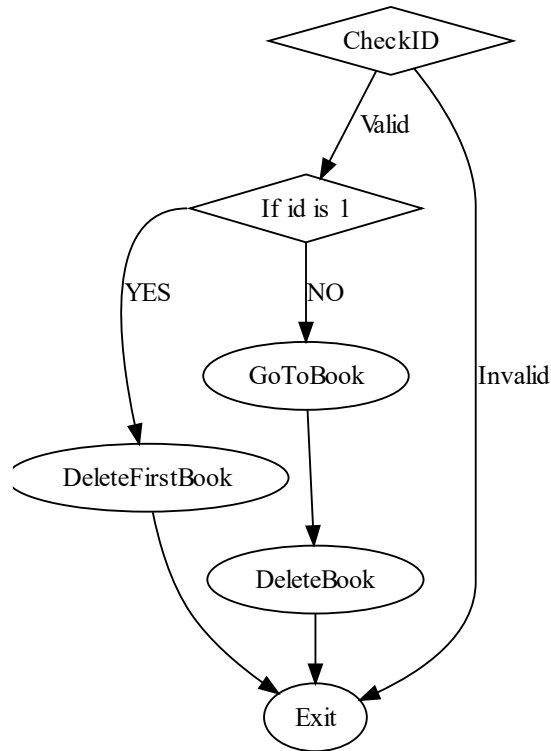 CheckID
Valid
If id is 1
YES
NO
GoToBook
Invalid
DeleteFirstBook
DeleteBook
Exit